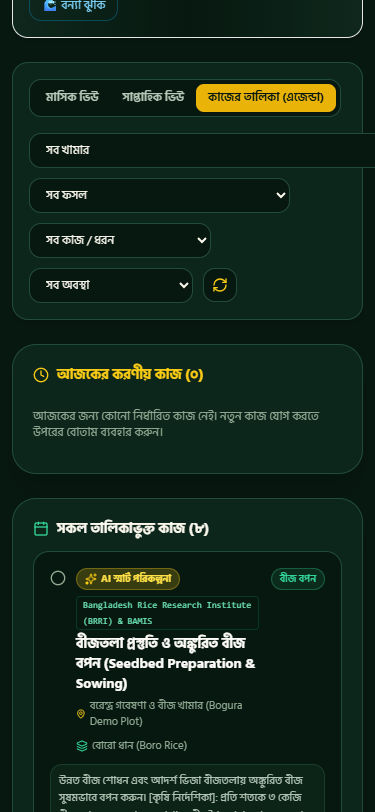 বন্যা ঝুঁকি
মাসিক ভিউ সাপ্তাহিক ভিউ কাজের তালিকা (এজেন্ডা)
সব খামার
সব ফসল
সব কাজ / ধরন
সব অবস্থা
আজকের করণীয় কাজ (০)
আজকের জন্য কোনো নির্ধারিত কাজ নেই। নতুন কাজ যোগ করতে
উপরের বোতাম ব্যবহার করুন।
সকল তালিকাভুক্ত কাজ (৮)
AI স্মার্ট পরিকল্পনা বীজ বপন
Bangladesh Rice Research Institute
(BRRI) & BAMIS
বীজতলা প্রস্তুতি ও অঙ্কুরিত বীজ
বপন (Seedbed Preparation &
Sowing)
বরেন্দ্র গবেষণা ও বীজ খামার (Bogura
Demo Plot)
বোরো ধান (Boro Rice)
উন্নত বীজ শোধন এবং আদর্শ ভিজা বীজতলায় অঙ্কুরিত বীজ
সুষমভাবে বপন করুন। [কৃষি নির্দেশিকা]: প্রতি শতকে ৩ কেজি